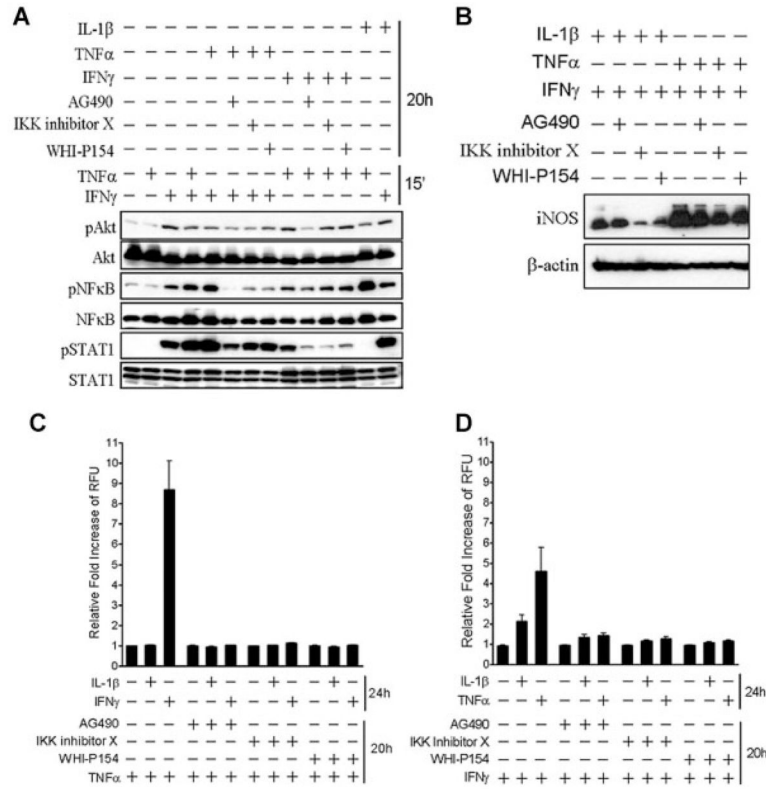 A
IL-1β − − − − − − − − − − − − + +
TNFα − − − − + + + + − − − − − −
IFNγ − − − − − − − − + + + + − −
AG490 − − − − − + − − − + − − − −
IKK inhibitor X − − − − − − + − − − + − − −
WHI-P154 − − − − − − − + − − − + − −
20h
TNFα − + − + − − − − + + + + + −
IFNγ − − + + + + + + − − − − − +
15'
pAkt
Akt
pNFκB
NFκB
pSTAT1
STAT1
B
IL-1β + + + + − − − −
TNFα − − − − + + + +
IFNγ + + + + + + + +
AG490 − + − − − + − −
IKK inhibitor X − − + − − − + −
WHI-P154 − − − + − − − +
iNOS
β-actin
C
Relative Fold Increase of RFU
11
10
9
8
7
6
5
4
3
2
1
0
IL-1β − + − − + − − + − − + −
IFNγ − − + − − + − − + − − +
24h
AG490 − − − + + + − − − − − −
IKK inhibitor X − − − − − − + + + − − −
WHI-P154 − − − − − − − − − + + +
TNFα + + + + + + + + + + + +
20h
D
Relative Fold Increase of RFU
11
10
9
8
7
6
5
4
3
2
1
0
IL-1β − + − − + − − + − − + −
TNFα − − + − − + − − + − − +
24h
AG490 − − − + + + − − − − − −
IKK Inhibitor X − − − − − − + + + − − −
WHI-P154 − − − − − − − − − + + +
IFNγ + + + + + + + + + + + +
20h